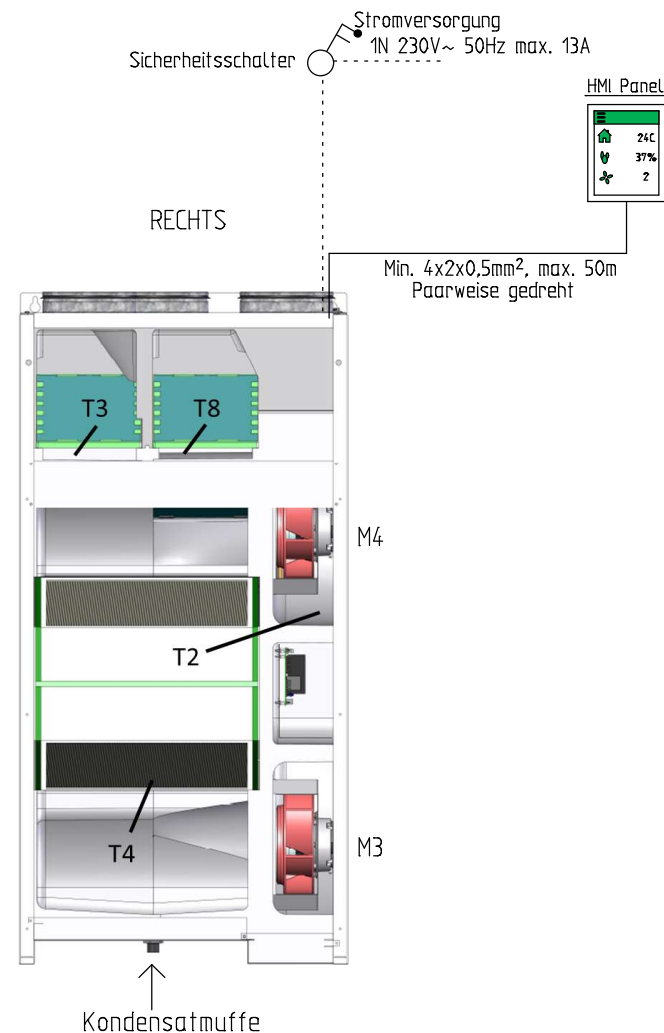 Stromversorgung
1N 230V~ 50Hz max. 13A
Sicherheitsschalter
HMI Panel
24C
37%
2
RECHTS
Min. 4x2x0,5mm², max. 50m
Paarweise gedreht
T3
T8
M4
T2
T4
M3
Kondensatmuffe